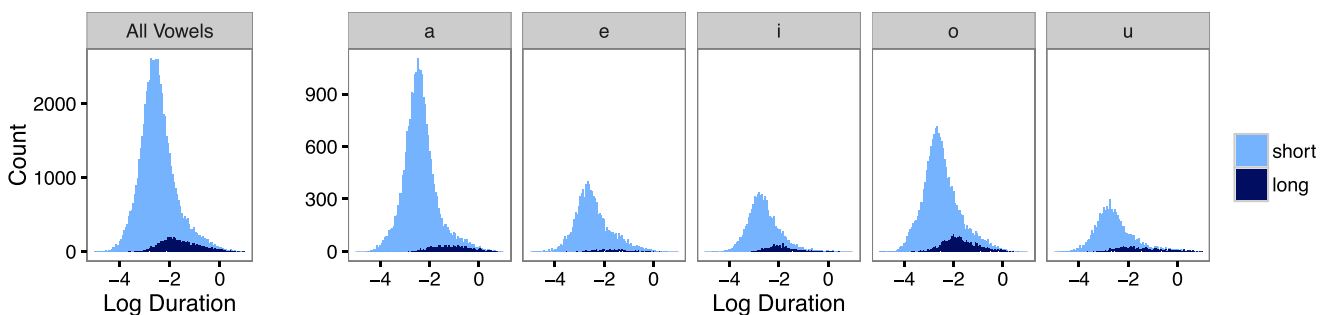 All Vowels a e i o u
Count
2000
1000
0
900
600
300
0
−4 −2 0 −4 −2 0 −4 −2 0 −4 −2 0 −4 −2 0 −4 −2 0
Log Duration Log Duration
short
long